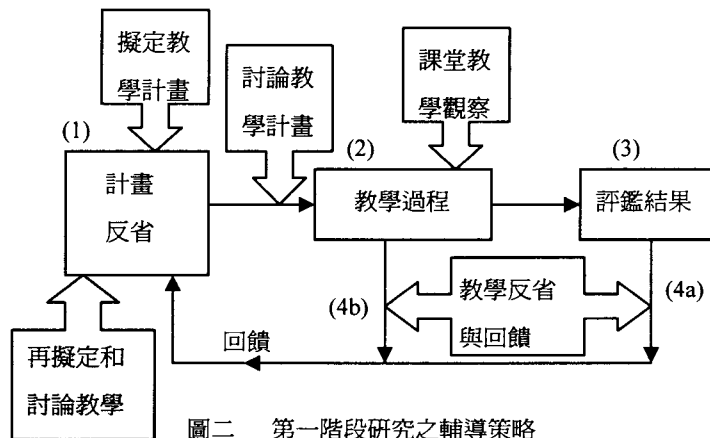 擬定教
學計畫
討論教
學計畫
課堂教
學觀察
(1)
計畫
反省
(2)
教學過程
(3)
評鑑結果
(4b)
教學反省
與回饋
(4a)
回饋
再擬定和
討論教學
圖二 第一階段研究之輔導策略